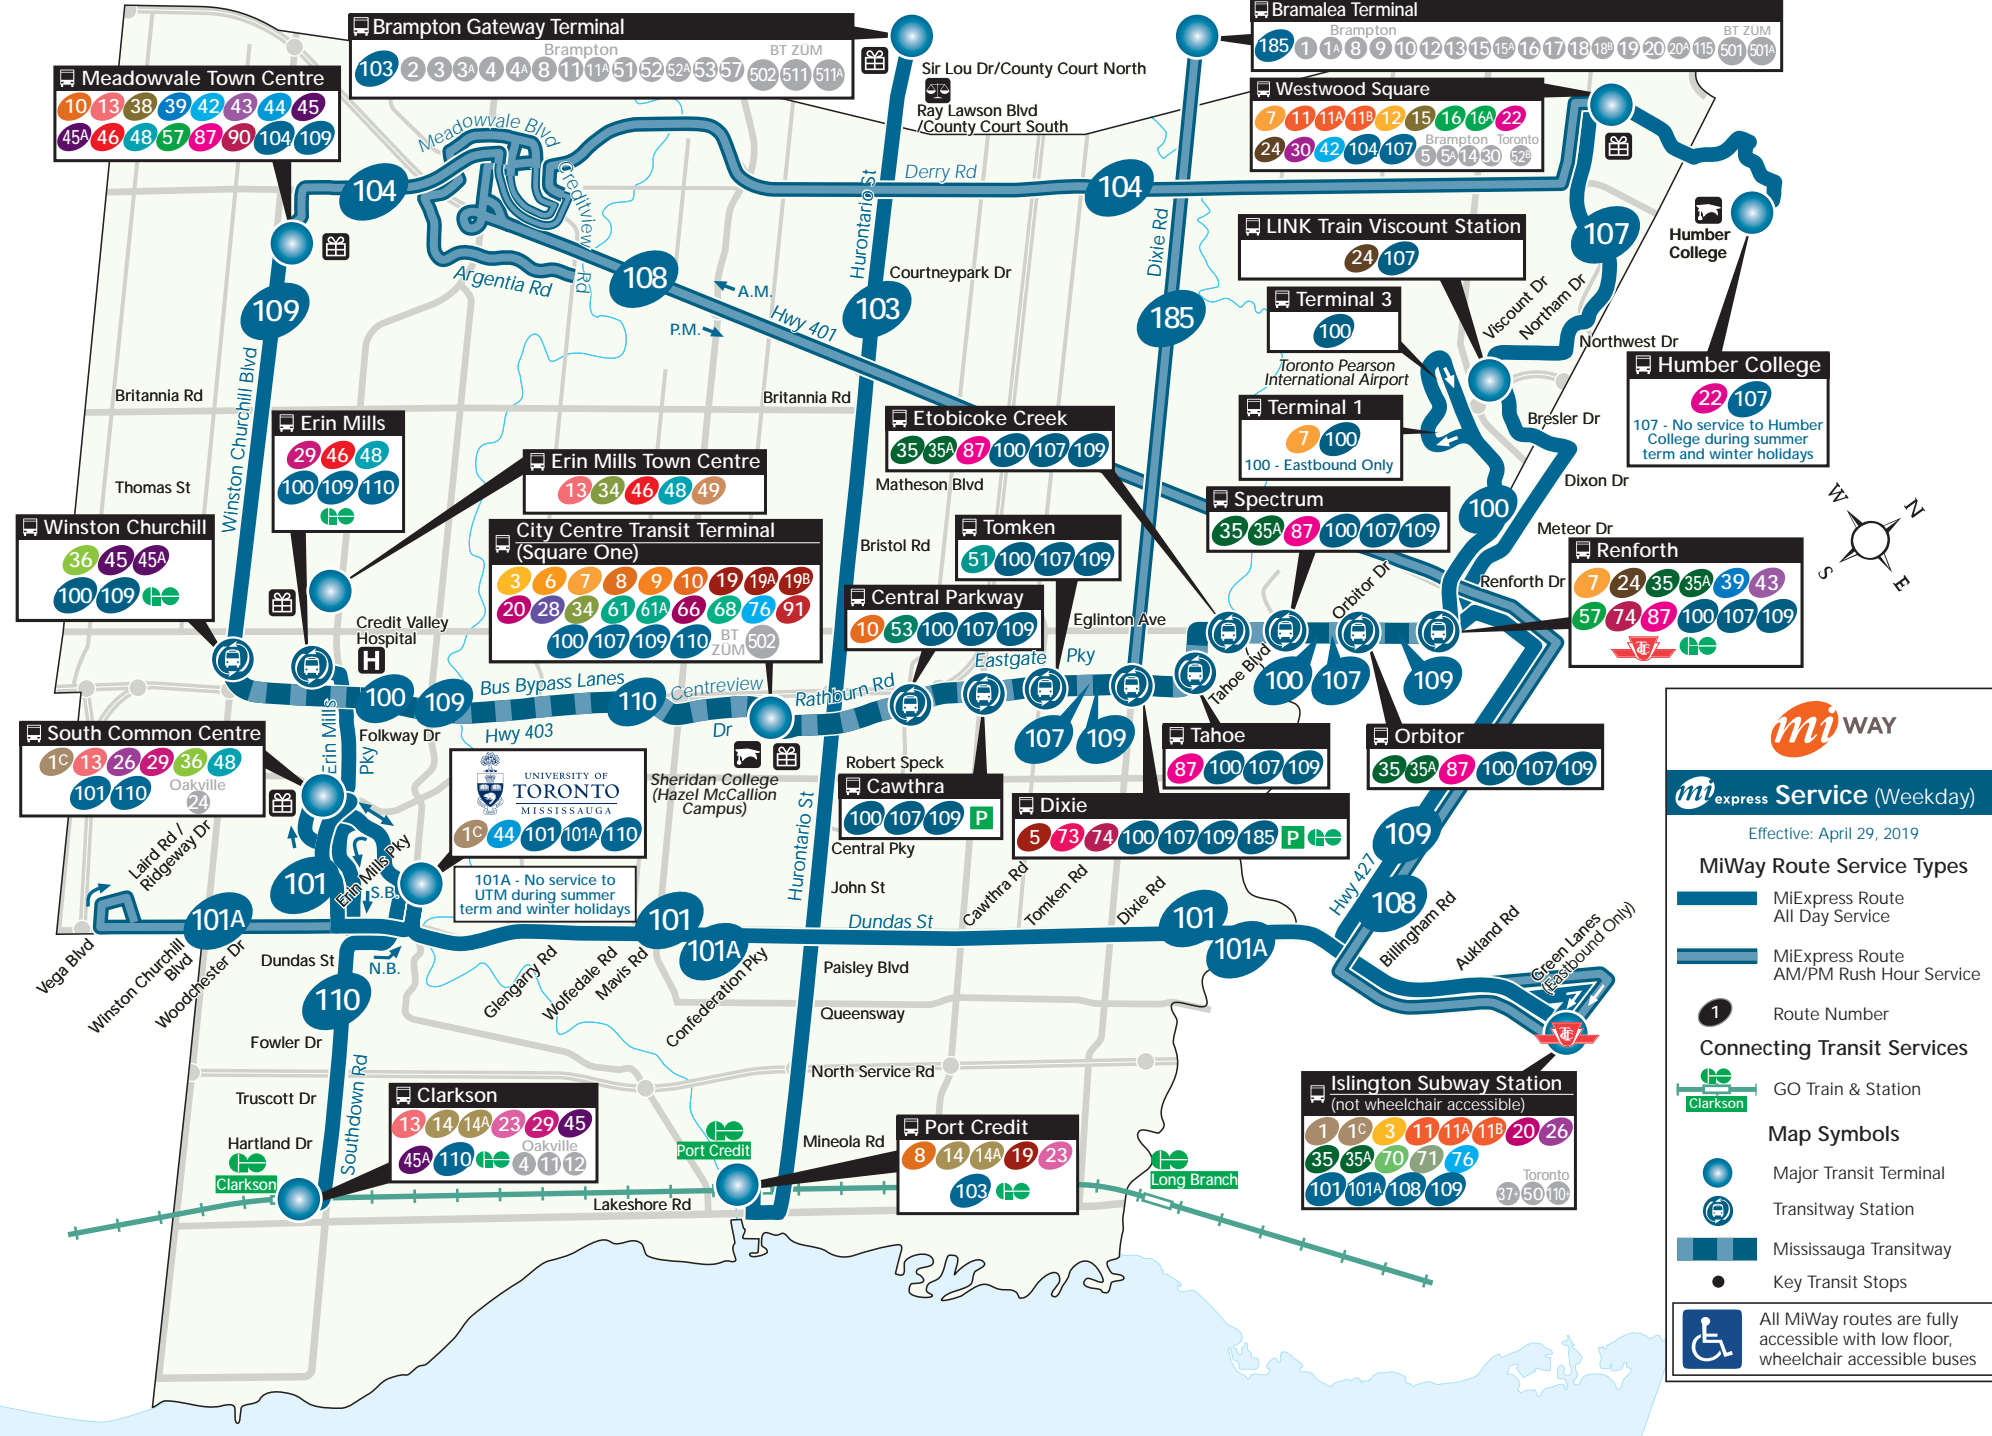 Brampton Gateway Terminal
Brampton
BT ZÜM
103 2 3 3A 4 4A 8 11 11A 51 52 52A 53 57 502 511 511A
Bramalea Terminal
Brampton
BT ZÜM
185 1 1A 8 9 10 12 13 15 15A 16 17 18 18B 19 20 20A 115 501 501A
Meadowvale Town Centre
10 13 38 39 42 43 44 45
45A 46 48 57 87 90 104 109
Sir Lou Dr/County Court North
Ray Lawson Blvd
/County Court South
Westwood Square
7 11 11A 11B 12 15 16 16A 22
Brampton Toronto
24 30 42 104 107 5 5A 14 30 52B
Meadowvale Blvd
Creditview Rd
Argentia Rd
104
Derry Rd
104
Hurontario St
Dixie Rd
107
Humber
College
LINK Train Viscount Station
24 107
108
A.M.
P.M.
Hwy 401
Courtneypark Dr
103
185
109
Winston Churchill Blvd
Viscount Dr
Northam Dr
Northwest Dr
Terminal 3
100
Toronto Pearson
International Airport
Terminal 1
7 100
100 - Eastbound Only
Humber College
22 107
107 - No service to Humber
College during summer
term and winter holidays
Britannia Rd
Britannia Rd
Bresler Dr
Dixon Dr
Meteor Dr
Renforth Dr
100
W N S E
Erin Mills
29 46 48
100 109 110
Erin Mills Town Centre
13 34 46 48 49
Etobicoke Creek
35 35A 87 100 107 109
Matheson Blvd
Thomas St
Winston Churchill
36 45 45A
100 109
City Centre Transit Terminal
(Square One)
3 6 7 8 9 10 19 19A 19B
20 28 34 61 61A 66 68 76 91
100 107 109 110 BT
ZÜM 502
Bristol Rd
Tomken
51 100 107 109
Spectrum
35 35A 87 100 107 109
Orbitor Dr
Renforth
7 24 35 35A 39 43
57 74 87 100 107 109
Central Parkway
10 53 100 107 109
Eglinton Ave
Credit Valley
Hospital
H
100
109
Bus Bypass Lanes
110
Centreview
Dr
Rathburn Rd
Eastgate Pky
Tahoe Blvd
100
107
109
Hwy 403
Folkway Dr
Erin Mills
Pky
107
109
South Common Centre
1C 13 26 29 36 48
101 110 Oakville
24
UNIVERSITY OF
TORONTO
MISSISSAUGA
1C 44 101 101A 110
101A - No service to
UTM during summer
term and winter holidays
Sheridan College
(Hazel McCallion
Campus)
Robert Speck
Cawthra
100 107 109 P
Central Pky
Dixie
5 73 74 100 107 109 185 P
Tahoe
87 100 107 109
Orbitor
35 35A 87 100 107 109
109
Hwy 427
108
Laird Rd /
Ridgeway Dr
Erin Mills Pky
S.B.
101
101A
N.B.
Hurontario St
John St
Dundas St
Cawthra Rd
Tomken Rd
Dixie Rd
101
101A
101
101A
Billingham Rd
Aukland Rd
Green Lanes
(Eastbound Only)
Vega Blvd
Winston Churchill
Blvd
Woodchester Dr
Dundas St
Glengarry Rd
Wolfedale Rd
Mavis Rd
Confederation Pky
Paisley Blvd
110
Queensway
Fowler Dr
North Service Rd
Truscott Dr
Southdown Rd
Hartland Dr
Clarkson
Clarkson
13 14 14A 23 29 45
45A 110 Oakville
4 11 12
Port Credit
Mineola Rd
Port Credit
8 14 14A 19 23
103
Lakeshore Rd
Long Branch
Islington Subway Station
(not wheelchair accessible)
1 1C 3 11 11A 11B 20 26
35 35A 70 71 76
Toronto
101 101A 108 109 37+ 50 110+
mi WAY
mi express Service (Weekday)
Effective: April 29, 2019
MiWay Route Service Types
MiExpress Route
All Day Service
MiExpress Route
AM/PM Rush Hour Service
1 Route Number
Connecting Transit Services
Clarkson
GO Train & Station
Map Symbols
Major Transit Terminal
Transitway Station
Mississauga Transitway
Key Transit Stops
All MiWay routes are fully
accessible with low floor,
wheelchair accessible buses